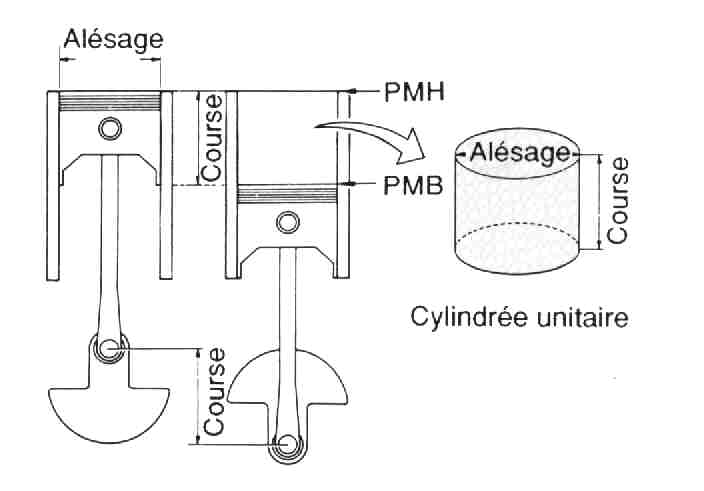 Alésage
PMH
Course
Alésage
PMB
Course
Cylindrée unitaire
Course